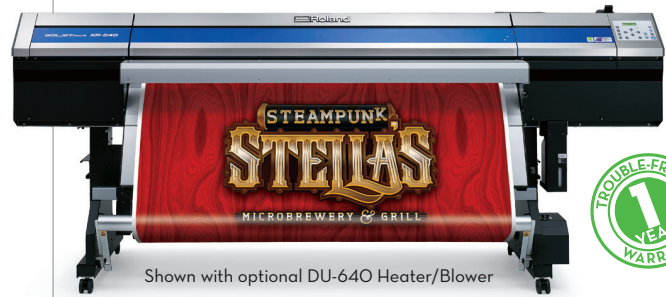 Roland
SOLJET PRO4 XR-640
STEAMPUNK
STELLA'S
MICROBREWERY & GRILL
TROUBLE-FR
1
YEA
WARR
Shown with optional DU-640 Heater/Blower